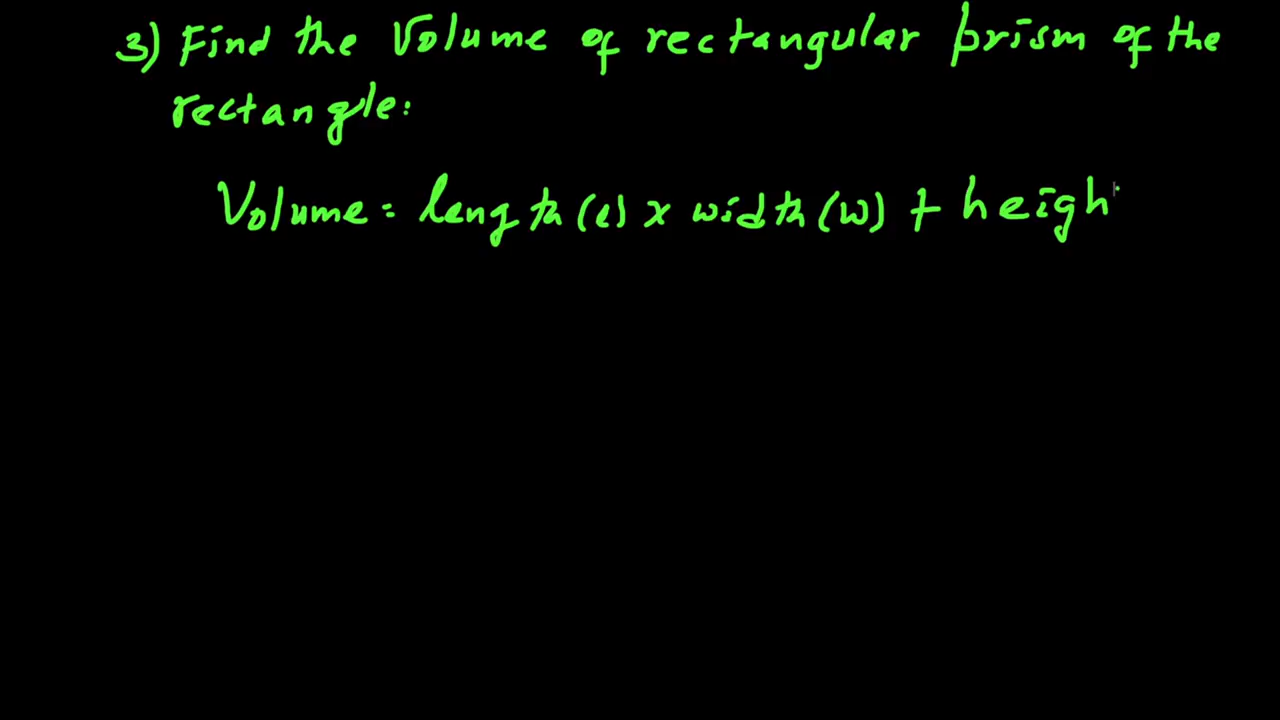 3) Find the Volume of rectangular prism of the
rectangle:
Volume = length (l) x width (w) + heigh